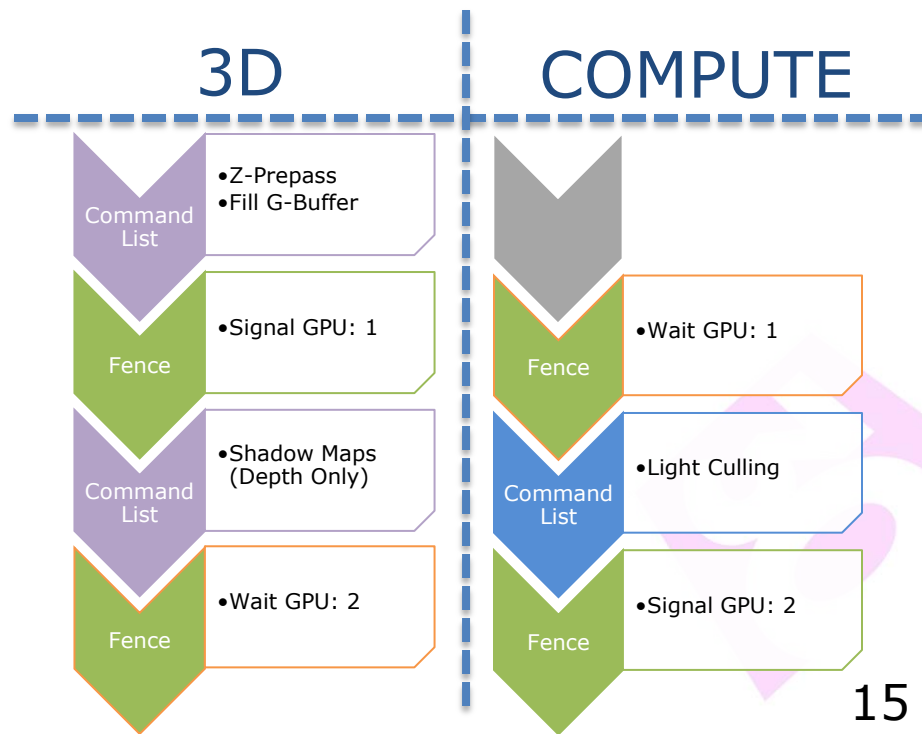 3D
COMPUTE
Command
List
•Z-Prepass
•Fill G-Buffer
Fence
•Signal GPU: 1
Fence
•Wait GPU: 1
Command
List
•Shadow Maps
(Depth Only)
Command
List
•Light Culling
Fence
•Wait GPU: 2
Fence
•Signal GPU: 2
15